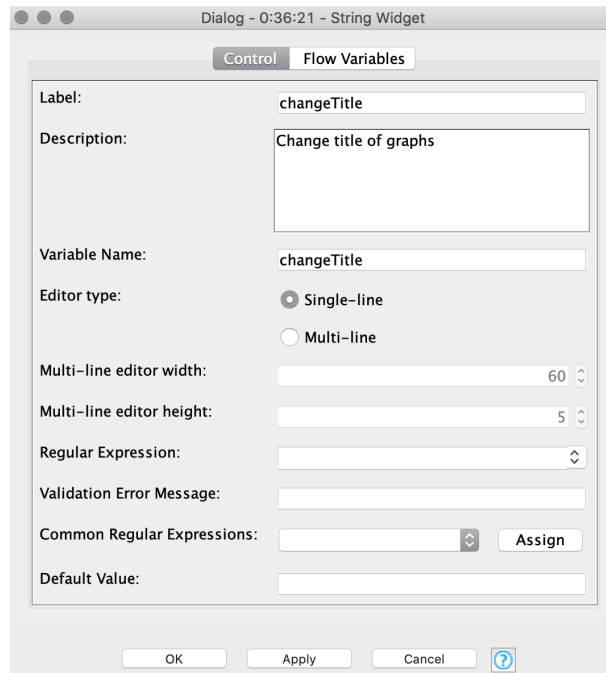 Dialog - 0:36:21 - String Widget
Control Flow Variables
Label: changeTitle
Description: Change title of graphs
Variable Name: changeTitle
Editor type: Single-line
Multi-line
Multi-line editor width: 60
Multi-line editor height: 5
Regular Expression:
Validation Error Message:
Common Regular Expressions: Assign
Default Value:
OK Apply Cancel ?